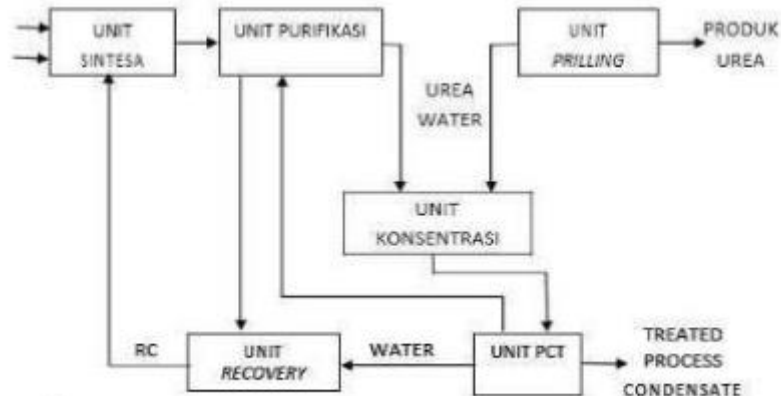 UNIT
SINTESA
UNIT PURIFIKASI
UNIT
PRILLING
PRODUK
UREA
UREA
WATER
UNIT
KONSENTRASI
RC
UNIT
RECOVERY
WATER
UNIT PCT
TREATED
PROCESS
CONDENSATE